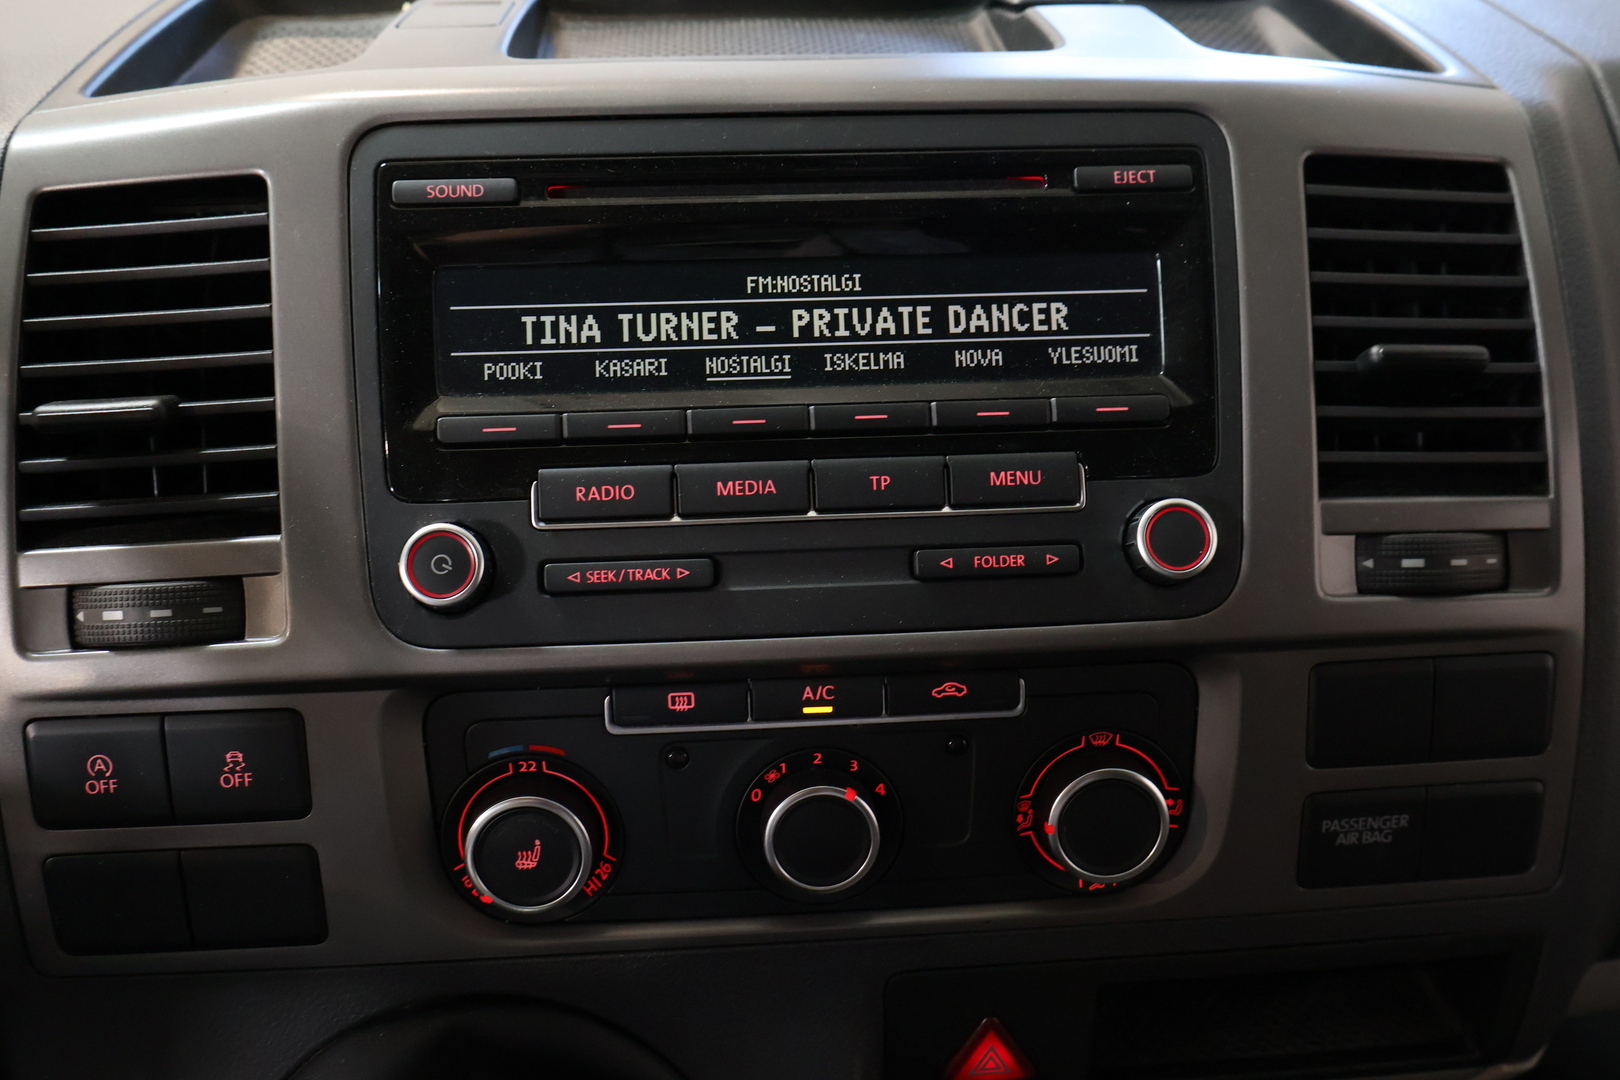 SOUND
EJECT
FM:NOSTALGI
TINA TURNER – PRIVATE DANCER
POOKI KASARI NOSTALGI ISKELMA NOVA YLESUOMI
RADIO MEDIA TP MENU
SEEK/TRACK
FOLDER
A/C
A
OFF
OFF
22
HI 26
0 1 2 3 4
PASSENGER
AIR BAG